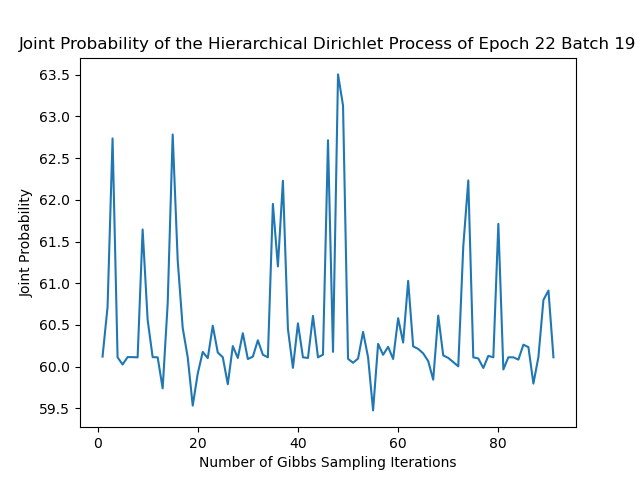 Joint Probability of the Hierarchical Dirichlet Process of Epoch 22 Batch 19
63.5
63.0
62.5
62.0
61.5
61.0
60.5
60.0
59.5
Joint Probability
0 20 40 60 80
Number of Gibbs Sampling Iterations